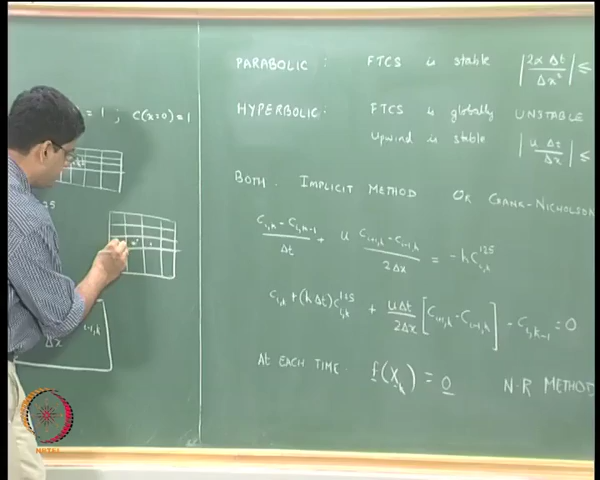 = 1 ; C(x=0)=1
PARABOLIC : FTCS is stable |2α Δt / Δx²| ≤
HYPERBOLIC : FTCS is globally UNSTABLE
Upwind is stable |u Δt / Δx| ≤
BOTH : IMPLICIT METHOD OR CRANK-NICHOLSON
(C_{i,k} - C_{i,k-1}) / Δt + u (C_{i+1,k} - C_{i-1,k}) / 2Δx = -k C_{i,k}^{1.25}
C_{i,k} + (kΔt) C_{i,k}^{1.25} + uΔt / 2Δx [C_{i+1,k} - C_{i-1,k}] - C_{i,k-1} = 0
AT EACH TIME : f(X_k) = 0 N-R METHOD
i-1,k
Δx
NPTEL